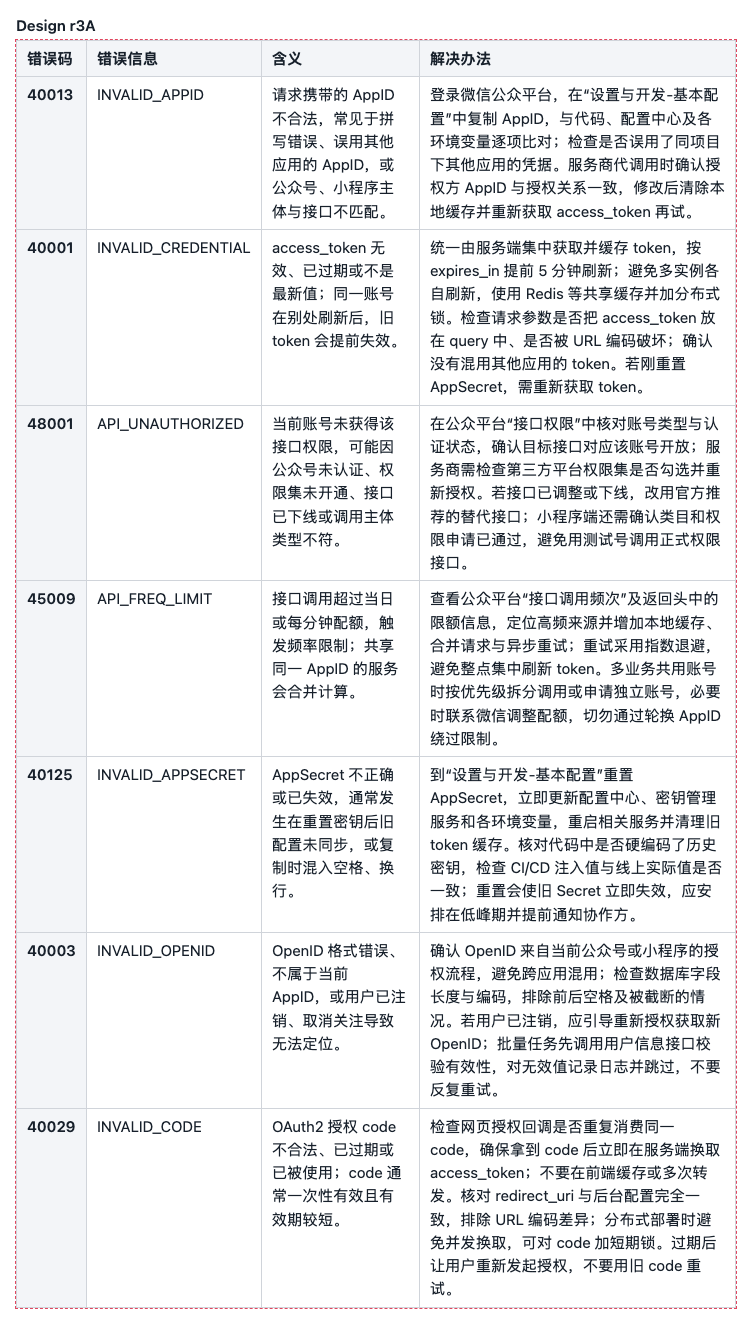 Design r3A
错误码 错误信息 含义 解决办法
40013 INVALID_APPID
请求携带的 AppID
不合法，常见于拼
写错误、误用其他
应用的 AppID，或
公众号、小程序主
体与接口不匹配。
登录微信公众平台，在“设置与开发-基本配
置”中复制 AppID，与代码、配置中心及各
环境变量逐项比对；检查是否误用了同项目
下其他应用的凭据。服务商代调用时确认授
权方 AppID 与授权关系一致，修改后清除本
地缓存并重新获取 access_token 再试。
40001 INVALID_CREDENTIAL
access_token 无
效、已过期或不是
最新值；同一账号
在别处刷新后，旧
token 会提前失效。
统一由服务端集中获取并缓存 token，按
expires_in 提前 5 分钟刷新；避免多实例各
自刷新，使用 Redis 等共享缓存并加分布式
锁。检查请求参数是否把 access_token 放
在 query 中、是否被 URL 编码破坏；确认
没有混用其他应用的 token。若刚重置
AppSecret，需重新获取 token。
48001 API_UNAUTHORIZED
当前账号未获得该
接口权限，可能因
公众号未认证、权
限集未开通、接口
已下线或调用主体
类型不符。
在公众平台“接口权限”中核对账号类型与认
证状态，确认目标接口对应该账号开放；服
务商需检查第三方平台权限集是否勾选并重
新授权。若接口已调整或下线，改用官方推
荐的替代接口；小程序端还需确认类目和权
限申请已通过，避免用测试号调用正式权限
接口。
45009 API_FREQ_LIMIT
接口调用超过当日
或每分钟配额，触
发频率限制；共享
同一 AppID 的服务
会合并计算。
查看公众平台“接口调用频次”及返回头中的
限额信息，定位高频来源并增加本地缓存、
合并请求与异步重试；重试采用指数退避，
避免整点集中刷新 token。多业务共用账号
时按优先级拆分调用或申请独立账号，必要
时联系微信调整配额，切勿通过轮换 AppID
绕过限制。
40125 INVALID_APPSECRET
AppSecret 不正确
或已失效，通常发
生在重置密钥后旧
配置未同步，或复
制时混入空格、换
行。
到“设置与开发-基本配置”重置
AppSecret，立即更新配置中心、密钥管理
服务和各环境变量，重启相关服务并清理旧
token 缓存。核对代码中是否硬编码了历史
密钥，检查 CI/CD 注入值与线上实际值是否
一致；重置会使旧 Secret 立即失效，应安
排在低峰期并提前通知协作方。
40003 INVALID_OPENID
OpenID 格式错误、
不属于当前
AppID，或用户已注
销、取消关注导致
无法定位。
确认 OpenID 来自当前公众号或小程序的授
权流程，避免跨应用混用；检查数据库字段
长度与编码，排除前后空格及被截断的情
况。若用户已注销，应引导重新授权获取新
OpenID；批量任务先调用用户信息接口校
验有效性，对无效值记录日志并跳过，不要
反复重试。
40029 INVALID_CODE
OAuth2 授权 code
不合法、已过期或
已被使用；code 通
常一次性有效且有
效期较短。
检查网页授权回调是否重复消费同一
code，确保拿到 code 后立即在服务端换取
access_token；不要在前端缓存或多次转
发。核对 redirect_uri 与后台配置完全一
致，排除 URL 编码差异；分布式部署时避
免并发换取，可对 code 加短期锁。过期后
让用户重新发起授权，不要用旧 code 重
试。